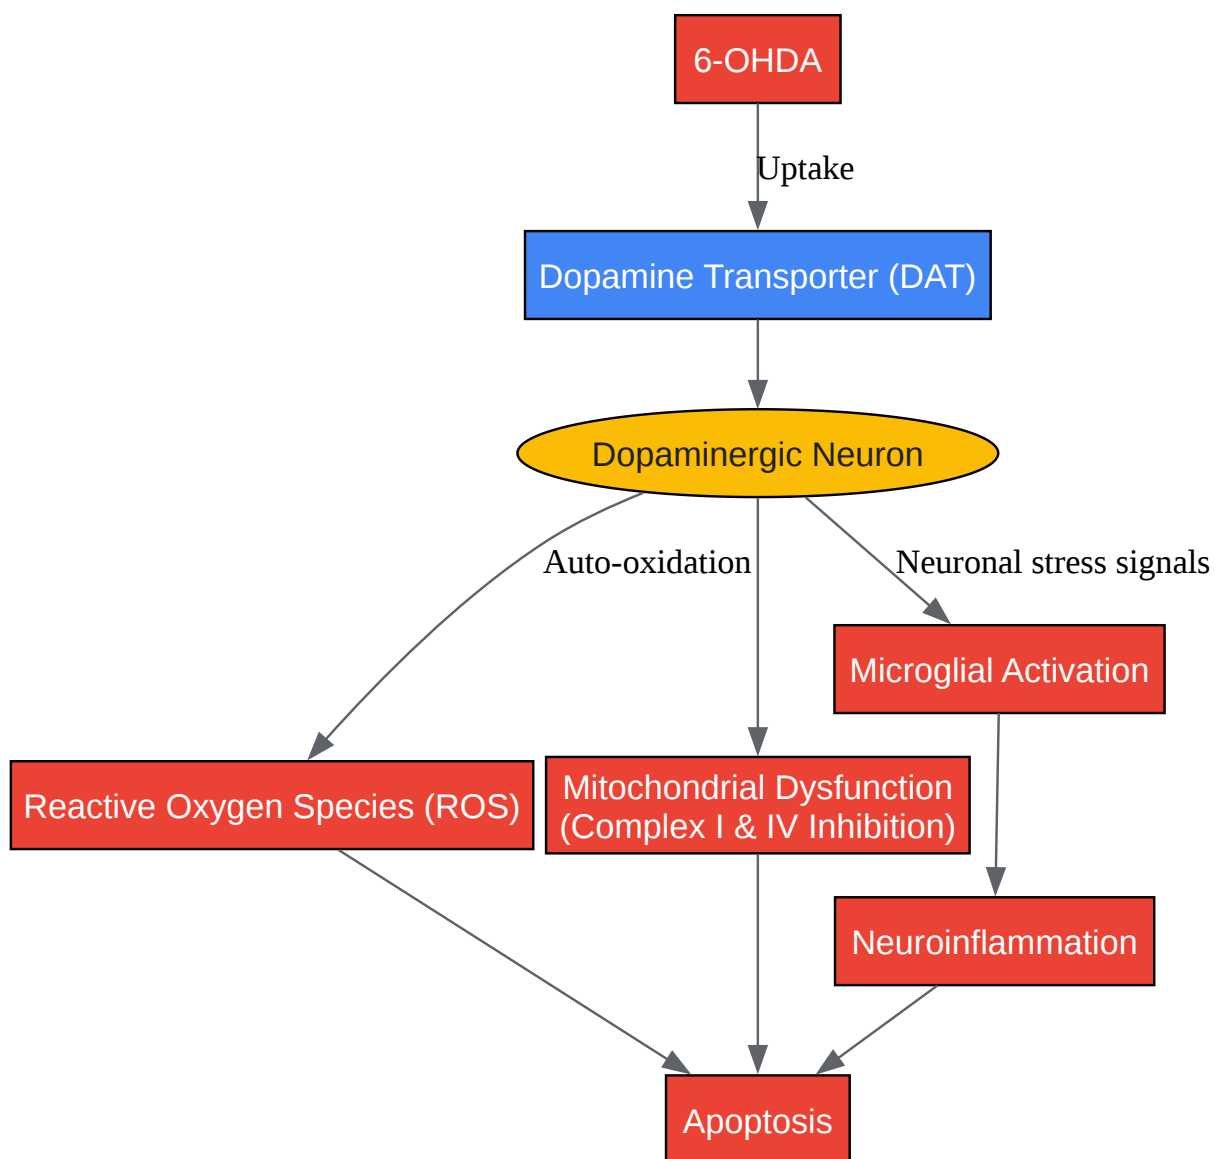 6-OHDA
Uptake
Dopamine Transporter (DAT)
Dopaminergic Neuron
Auto-oxidation
Neuronal stress signals
Microglial Activation
Reactive Oxygen Species (ROS)
Mitochondrial Dysfunction
(Complex I & IV Inhibition)
Neuroinflammation
Apoptosis